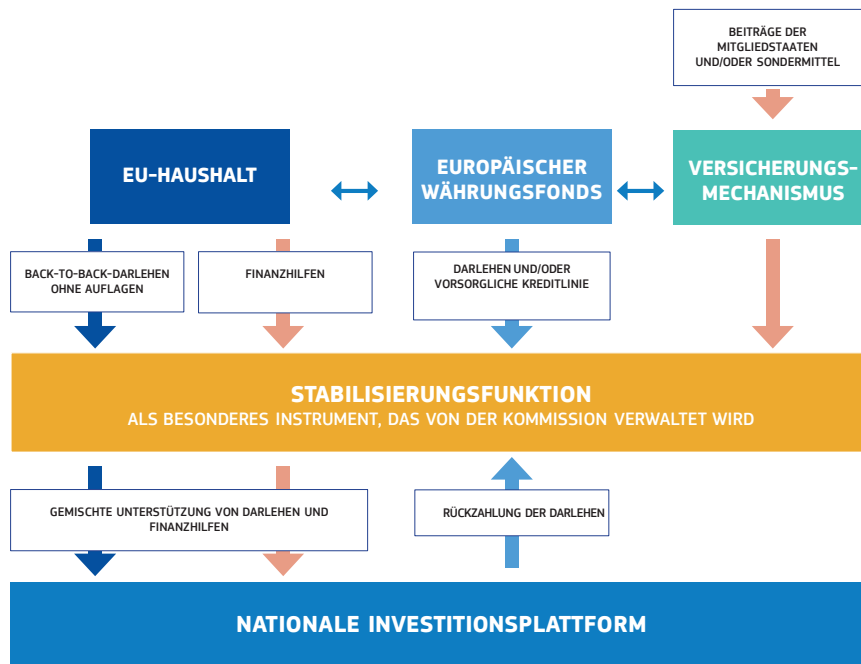 BEITRÄGE DER
MITGLIEDSTAATEN
UND/ODER SONDERMITTEL
EU-HAUSHALT
EUROPÄISCHER
WÄHRUNGSFONDS
VERSICHERUNGS-
MECHANISMUS
BACK-TO-BACK-DARLEHEN
OHNE AUFLAGEN
FINANZHILFEN
DARLEHEN UND/ODER
VORSORGLICHE KREDITLINIE
STABILISIERUNGSFUNKTION
ALS BESONDERES INSTRUMENT, DAS VON DER KOMMISSION VERWALTET WIRD
GEMISCHTE UNTERSTÜTZUNG VON DARLEHEN UND
FINANZHILFEN
RÜCKZAHLUNG DER DARLEHEN
NATIONALE INVESTITIONSPLATTFORM